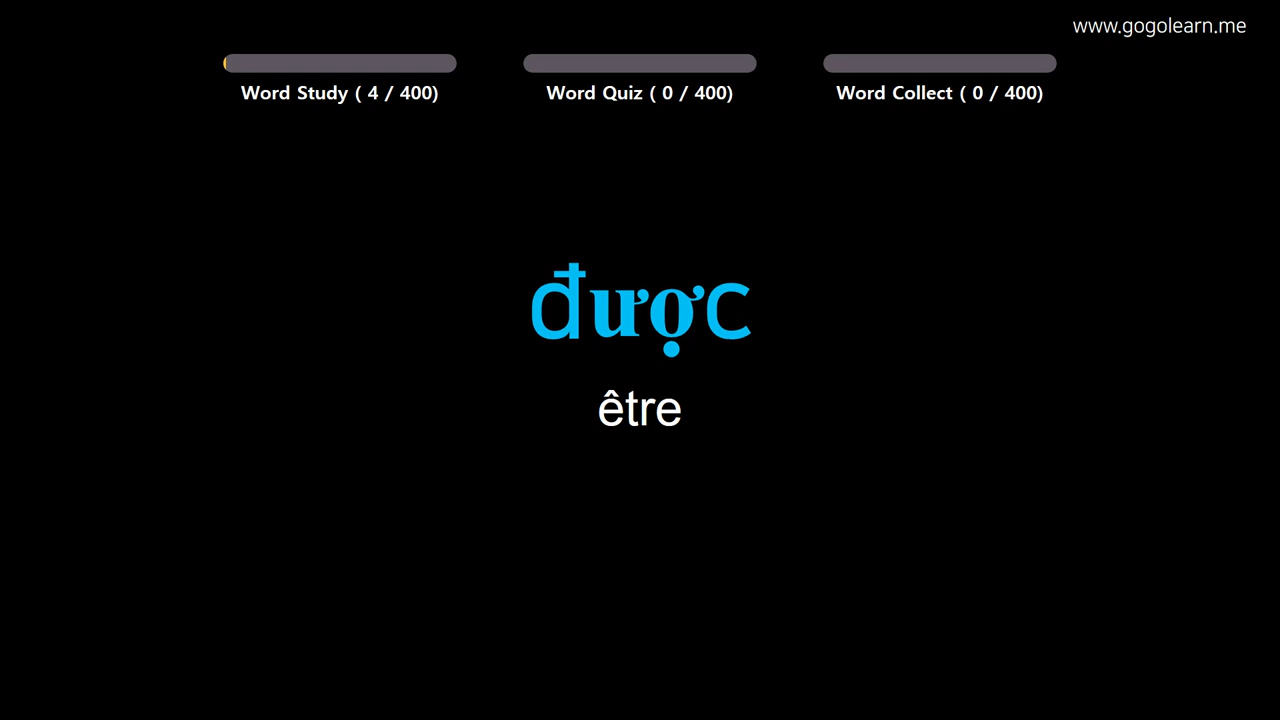 www.gogolearn.me
Word Study ( 4 / 400)
Word Quiz ( 0 / 400)
Word Collect ( 0 / 400)
được
être